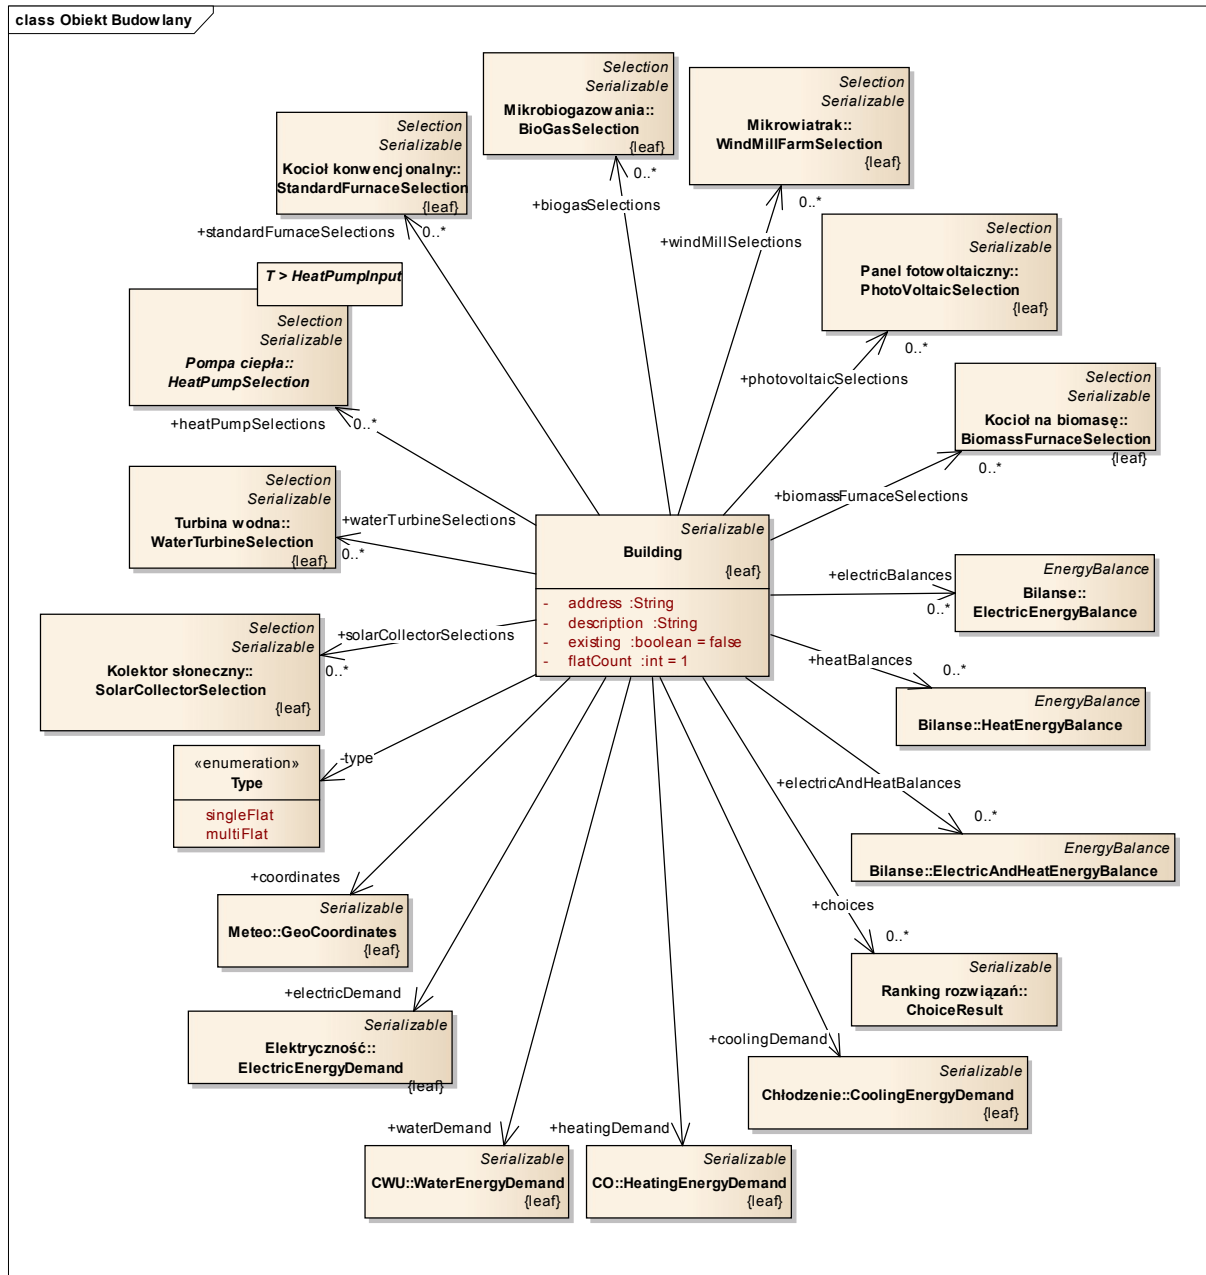 class Obiekt Budowlany
Selection
Serializable
Mikrobiogazowania::
BioGasSelection
{leaf}
0..*
+biogasSelections
Selection
Serializable
Mikrowiatrak::
WindMillFarmSelection
{leaf}
0..*
+windMillSelections
Selection
Serializable
Kocioł konwencjonalny::
StandardFurnaceSelection
{leaf}
0..*
+standardFurnaceSelections
Selection
Serializable
Panel fotowoltaiczny::
PhotoVoltaicSelection
{leaf}
0..*
+photovoltaicSelections
T > HeatPumpInput
Selection
Serializable
Pompa ciepła::
HeatPumpSelection
0..*
+heatPumpSelections
Selection
Serializable
Kocioł na biomasę::
BiomassFurnaceSelection
{leaf}
0..*
+biomassFurnaceSelections
Selection
Serializable
Turbina wodna::
WaterTurbineSelection
{leaf}
0..*
+waterTurbineSelections
Serializable
Building
{leaf}
- address :String
- description :String
- existing :boolean = false
- flatCount :int = 1
+electricBalances
0..*
EnergyBalance
Bilanse::
ElectricEnergyBalance
Selection
Serializable
Kolektor słoneczny::
SolarCollectorSelection
{leaf}
+solarCollectorSelections
0..*
+heatBalances
0..*
EnergyBalance
Bilanse::HeatEnergyBalance
«enumeration»
Type
singleFlat
multiFlat
-type
+electricAndHeatBalances
0..*
EnergyBalance
Bilanse::ElectricAndHeatEnergyBalance
+coordinates
Serializable
Meteo::GeoCoordinates
{leaf}
+choices
0..*
Serializable
Ranking rozwiązań::
ChoiceResult
+electricDemand
Serializable
Elektryczność::
ElectricEnergyDemand
{leaf}
+coolingDemand
Serializable
Chłodzenie::CoolingEnergyDemand
{leaf}
+waterDemand
Serializable
CWU::WaterEnergyDemand
{leaf}
+heatingDemand
Serializable
CO::HeatingEnergyDemand
{leaf}